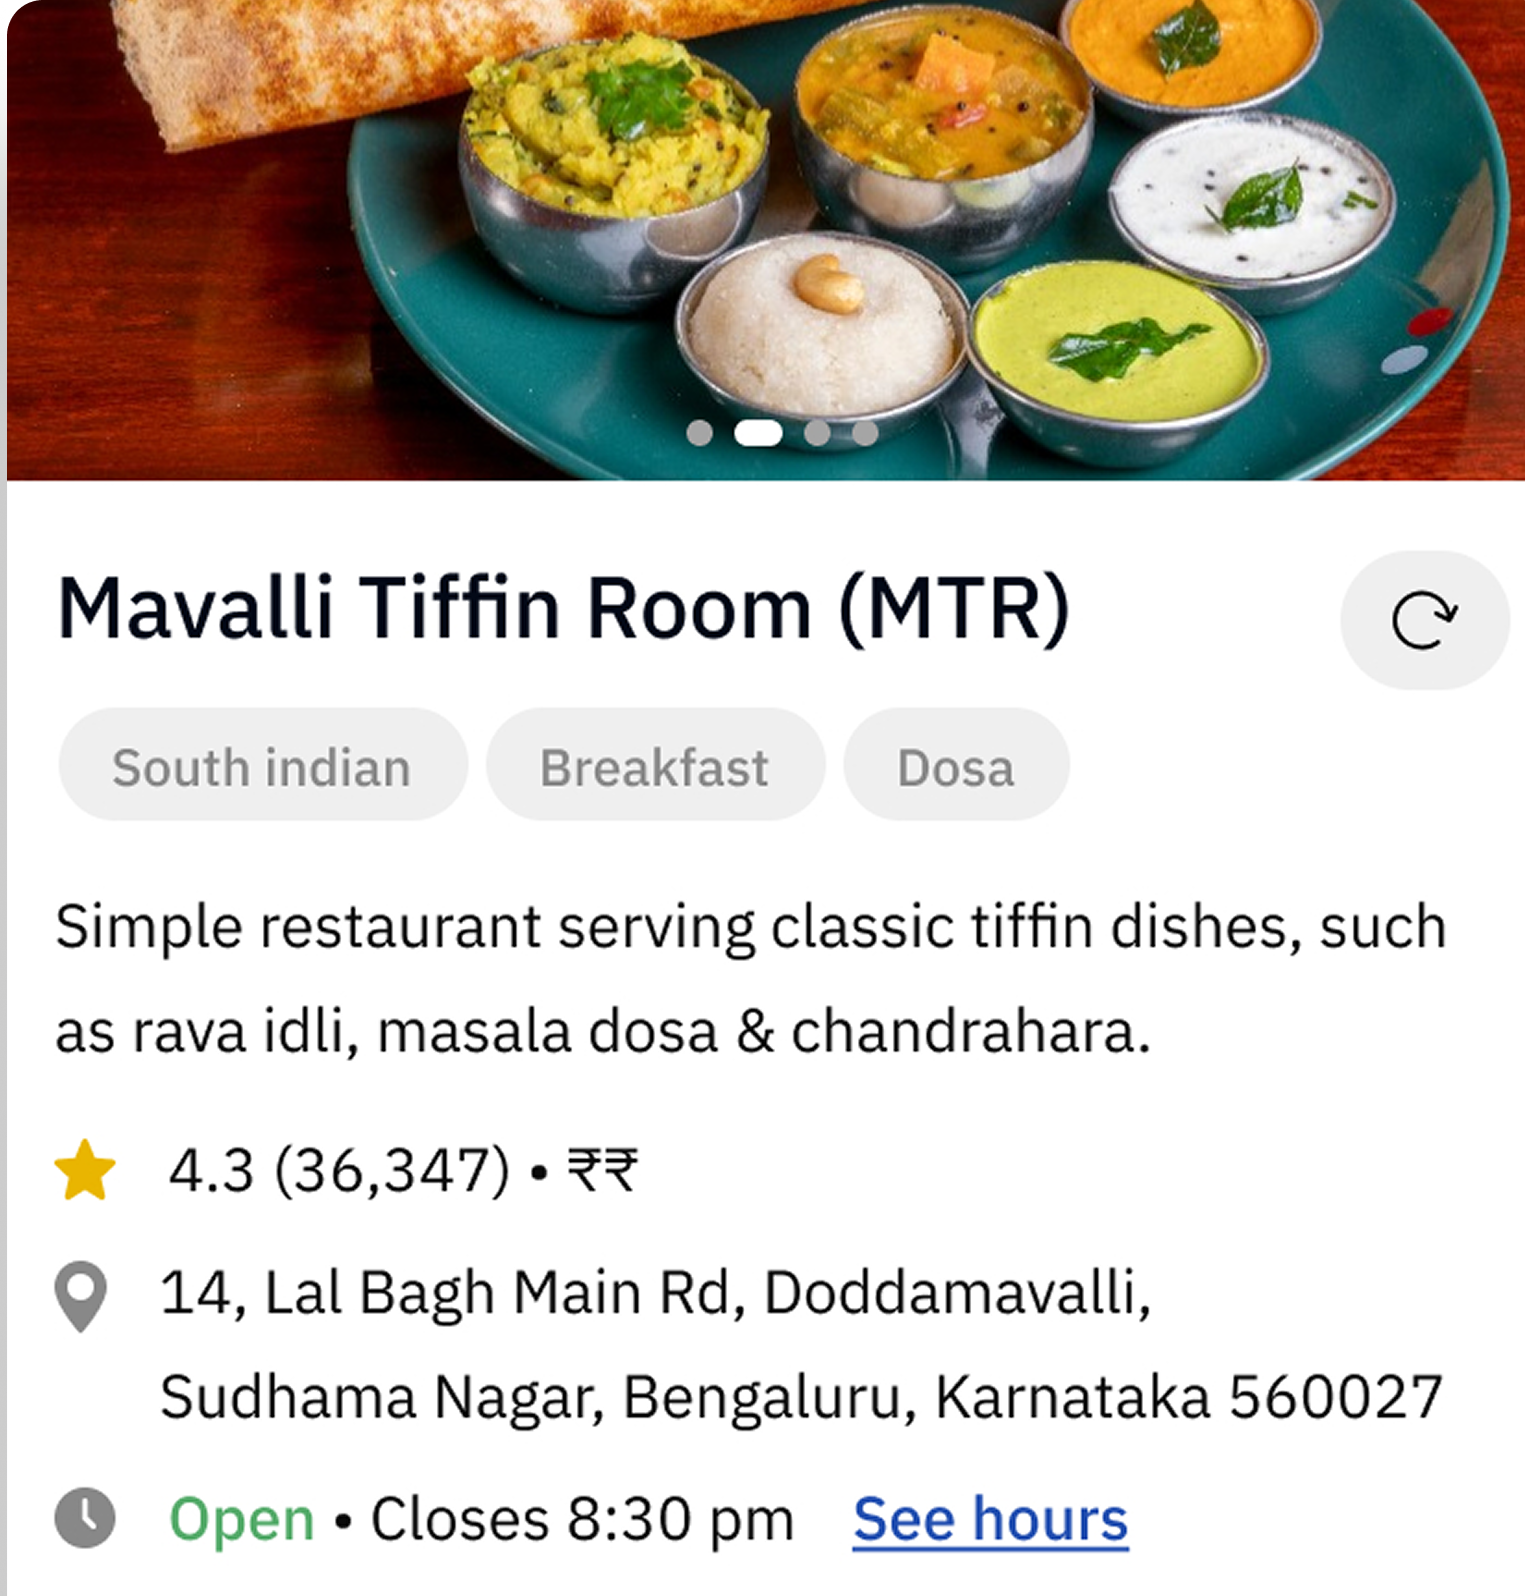 Mavalli Tiffin Room (MTR)
South indian
Breakfast
Dosa
Simple restaurant serving classic tiffin dishes, such
as rava idli, masala dosa & chandrahara.
4.3 (36,347) • ₹₹
14, Lal Bagh Main Rd, Doddamavalli,
Sudhama Nagar, Bengaluru, Karnataka 560027
Open • Closes 8:30 pm See hours